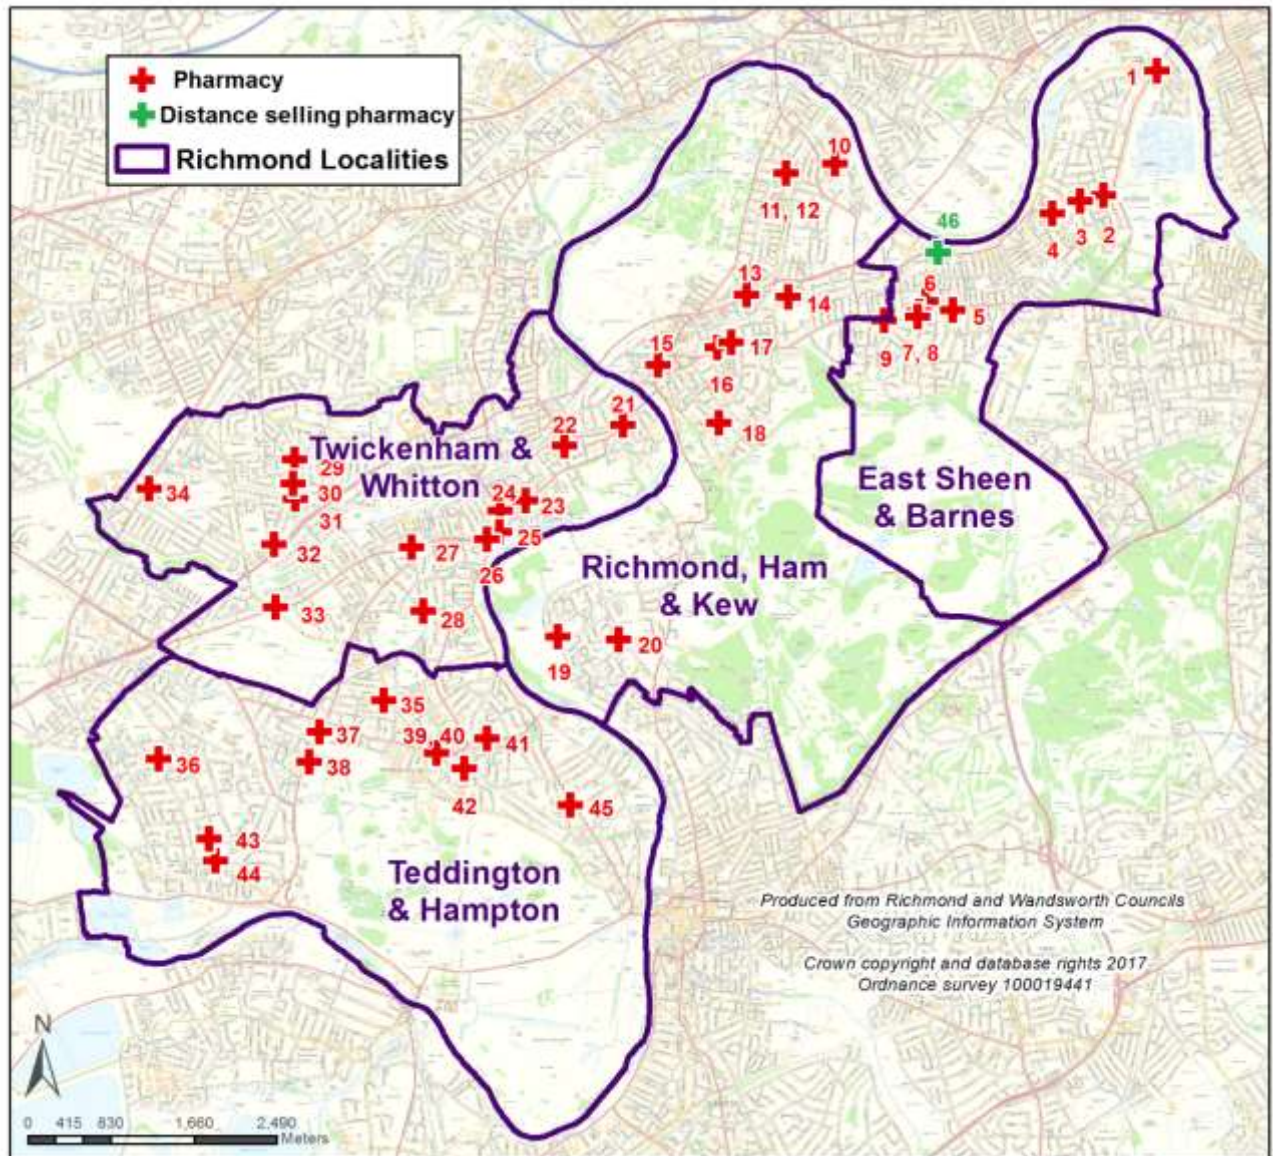 Pharmacy
Distance selling pharmacy
Richmond Localities
1
10
11, 12
46
4
3
2
13
14
6
5
9
7, 8
15
17
16
18
21
22
Twickenham &
Whitton
29
30
31
34
24
23
25
26
27
32
33
28
East Sheen
& Barnes
Richmond, Ham
& Kew
19
20
35
37
38
39, 40
41
42
36
45
43
44
Teddington
& Hampton
Produced from Richmond and Wandsworth Councils
Geographic Information System
Crown copyright and database rights 2017
Ordnance survey 100019441
N
0 415 830 1,660 2,490
Meters